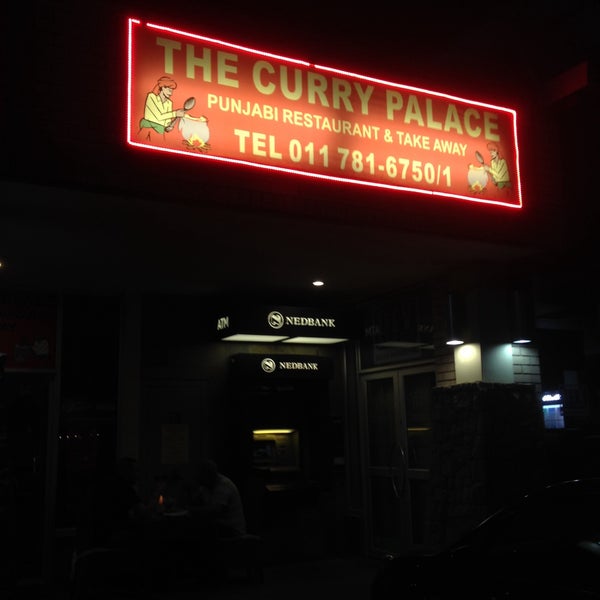 THE CURRY PALACE
PUNJABI RESTAURANT & TAKE AWAY
TEL 011 781-6750/1
ATM NEDBANK
NEDBANK